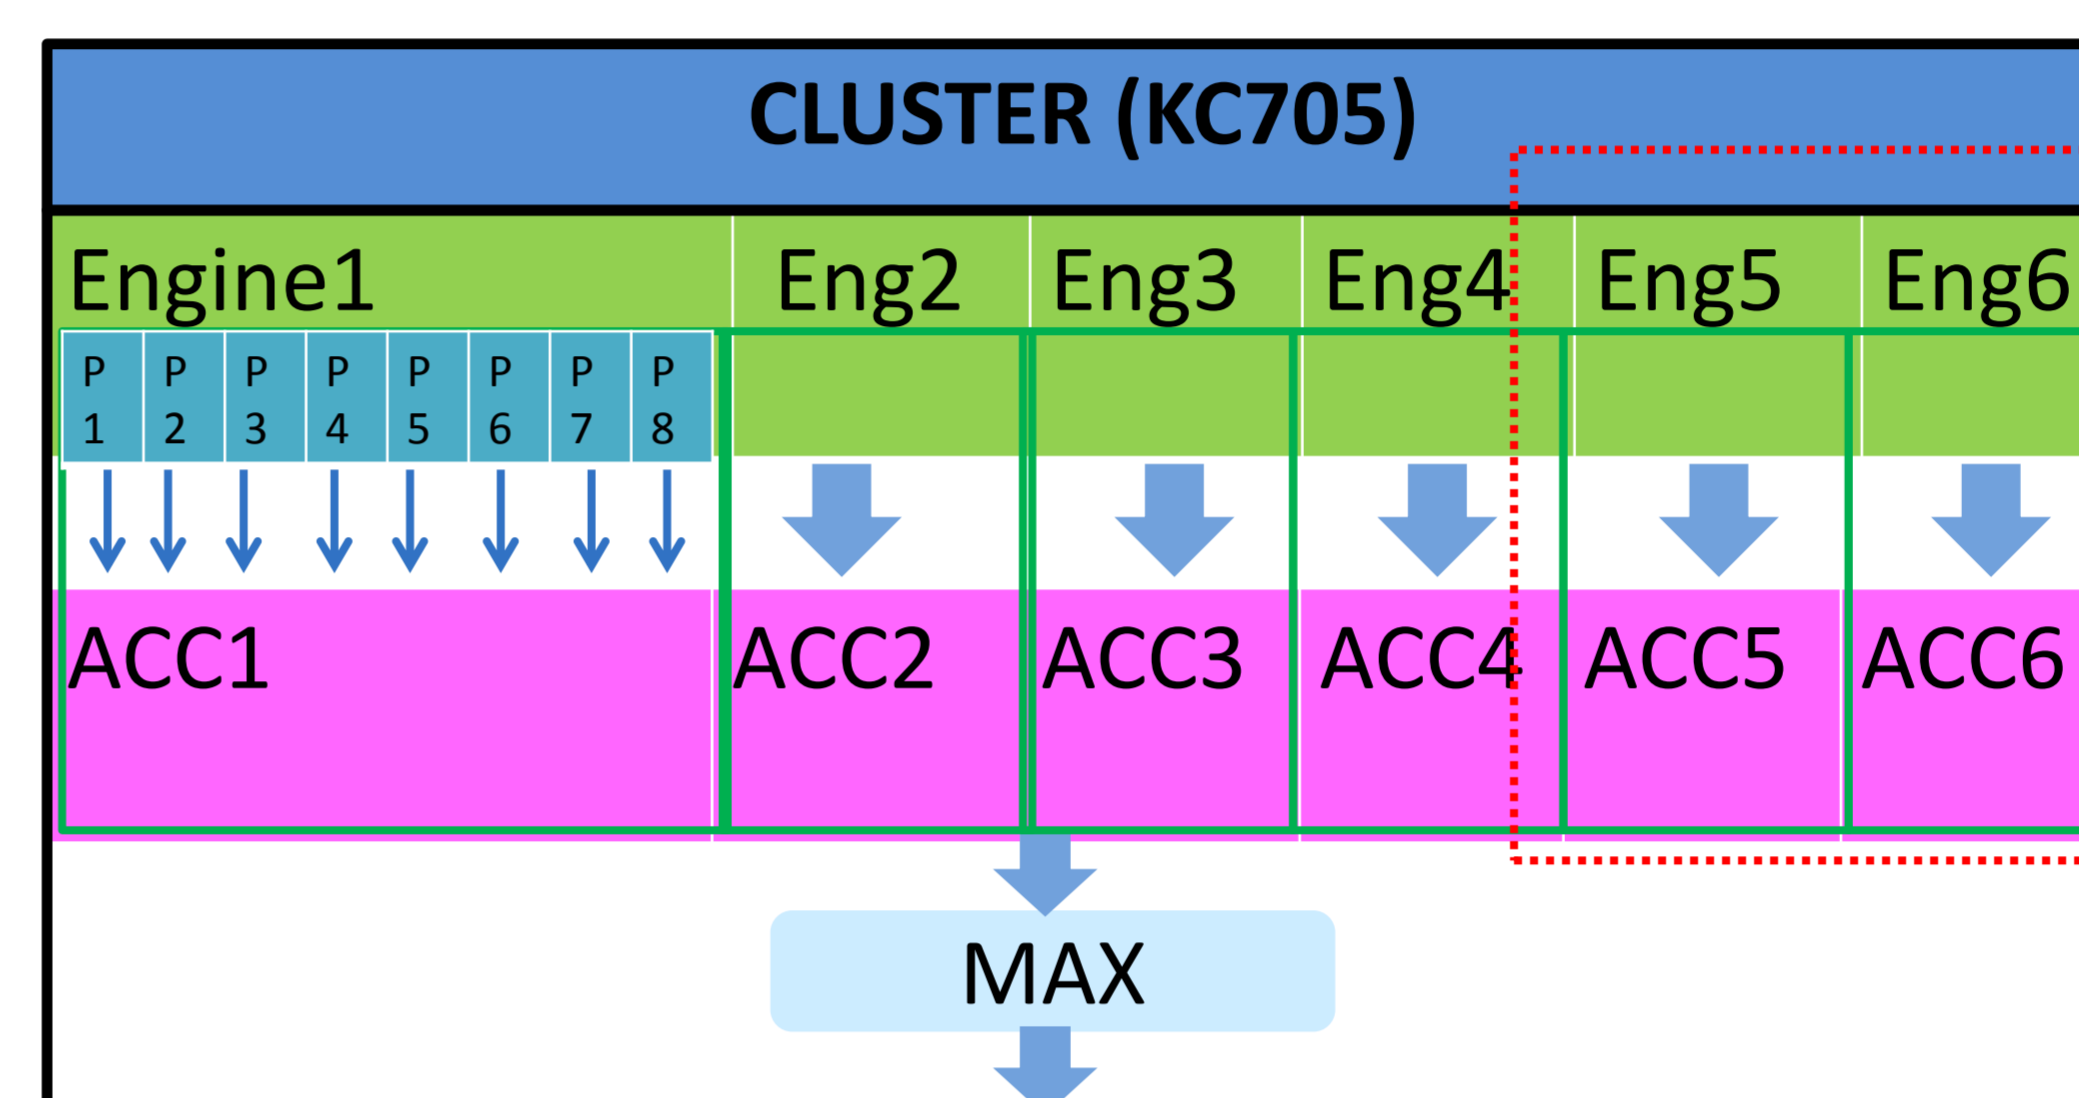 CLUSTER (KC705)
Engine1 Eng2 Eng3 Eng4 Eng5 Eng6
P P P P P P P P
1 2 3 4 5 6 7 8
ACC1 ACC2 ACC3 ACC4 ACC5 ACC6
MAX